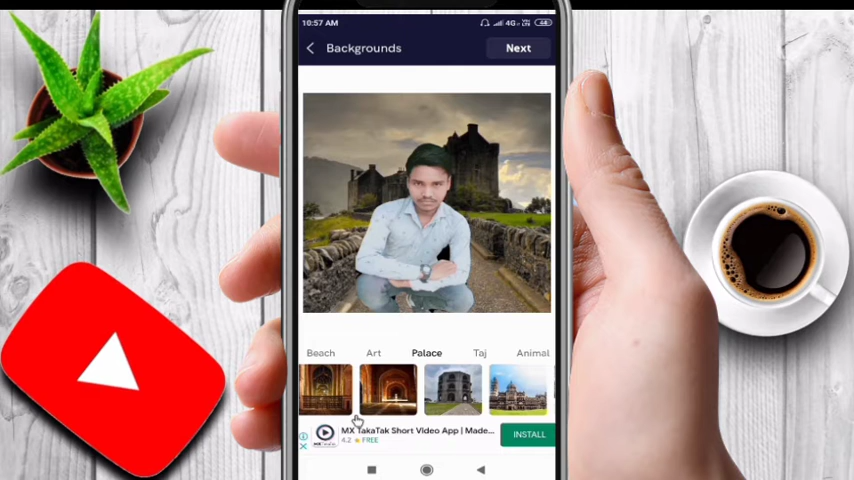 10:57 AM
4G
Backgrounds
Next
Beach Art Palace Taj Animal
MX TakaTak Short Video App | Made...
4.2 FREE
INSTALL